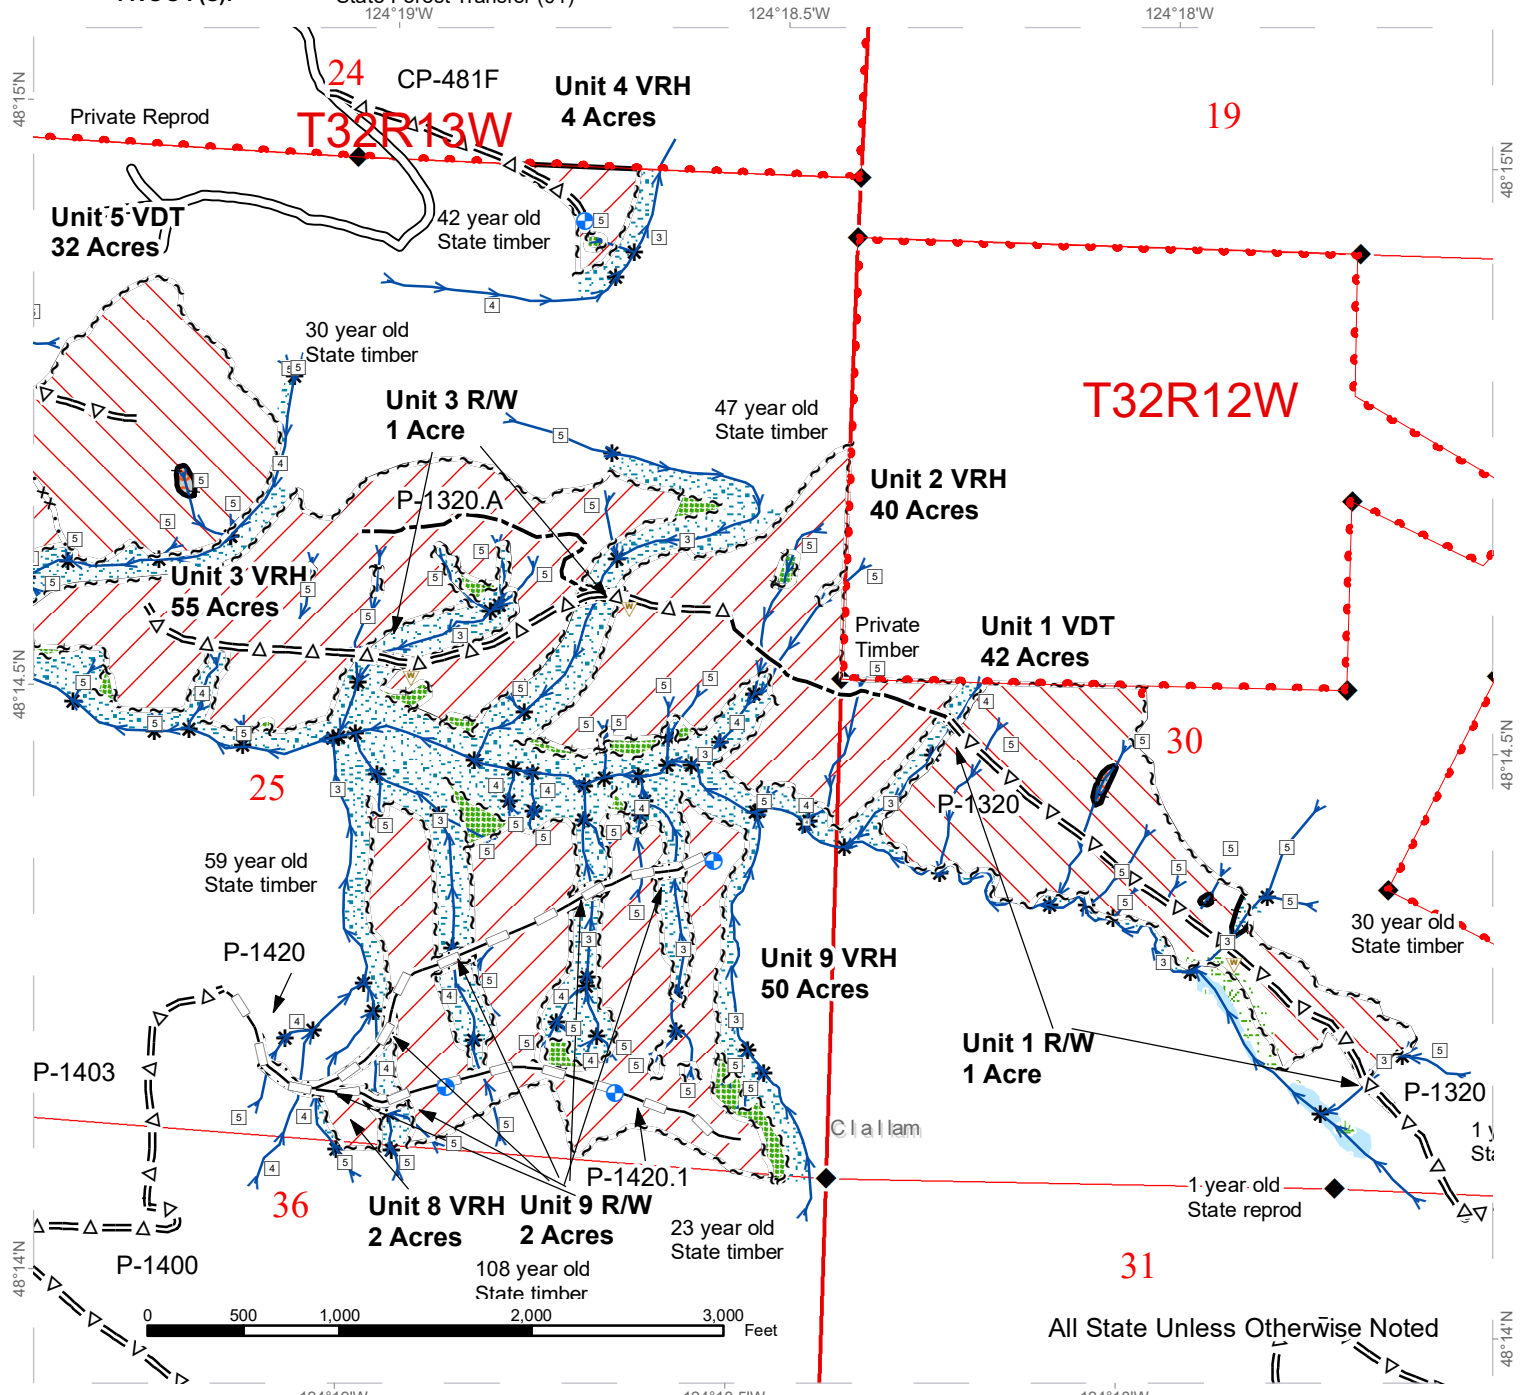 State Forest Transfer (01)
124°19'W
124°18.5'W
124°18'W
24
CP-481F
Unit 4 VRH
4 Acres
48°15'N
Private Reprod
T32R13W
19
48°15'N
Unit 5 VDT
32 Acres
42 year old
State timber
5
3
4
30 year old
State timber
Unit 3 R/W
1 Acre
47 year old
State timber
T32R12W
Unit 2 VRH
40 Acres
P-1320.A
Unit 3 VRH
55 Acres
Private
Timber
Unit 1 VDT
42 Acres
48°14.5'N
48°14.5'N
W
W
30
25
P-1320
59 year old
State timber
30 year old
State timber
P-1420
Unit 9 VRH
50 Acres
W
Unit 1 R/W
1 Acre
P-1403
P-1320
Clallam
P-1420.1
36
Unit 8 VRH
2 Acres
Unit 9 R/W
2 Acres
1 year old
State reprod
23 year old
State timber
P-1400
108 year old
State timber
31
48°14'N
0 500 1,000 2,000 3,000
Feet
All State Unless Otherwise Noted
48°14'N